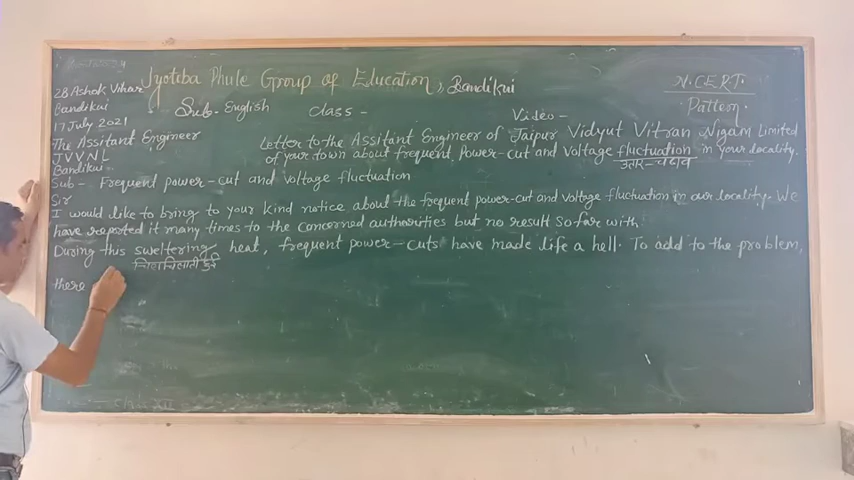 Jyoteba Phule Group of Education, Bandikui
N.CERT.
Pattern
28 Ashok Vihar
Bandikui
17 July 2021
Sub. English Class - Video -
The Assitant Engineer
JVVNL
Bandikui
Letter to the Assitant Engineer of Jaipur Vidyut Vitran Nigam Limited
of your town about frequent Power-cut and Voltage fluctuation in your locality.
उतार-चढाव
Sub- Frequent power-cut and voltage fluctuation
Sir
I would like to bring to your kind notice about the frequent power-cut and voltage fluctuation in our locality. We
have reported it many times to the concerned authorities but no result so far with.
During this sweltering heat, frequent power-cuts have made life a hell. To add to the problem,
there